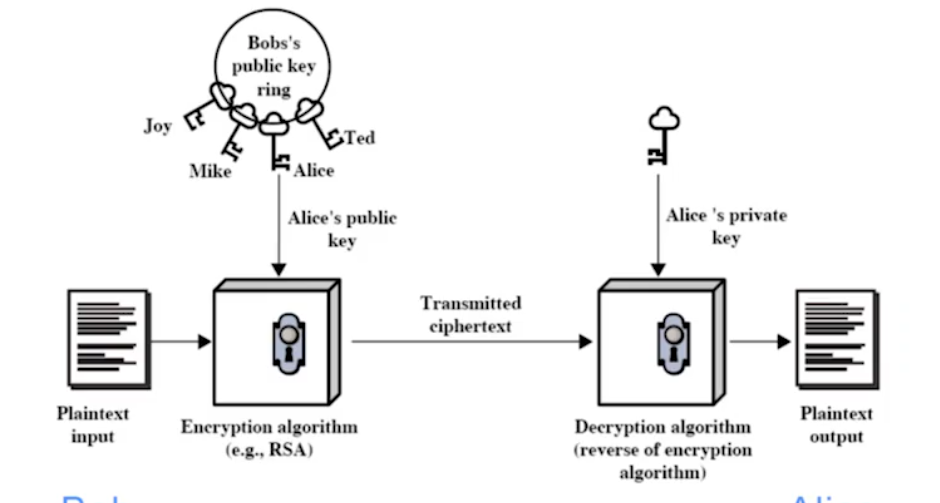 Bobs's
public key
ring
Joy
Ted
Mike
Alice
Alice's public
key
Alice 's private
key
Transmitted
ciphertext
Plaintext
input
Encryption algorithm
(e.g., RSA)
Decryption algorithm
(reverse of encryption
algorithm)
Plaintext
output